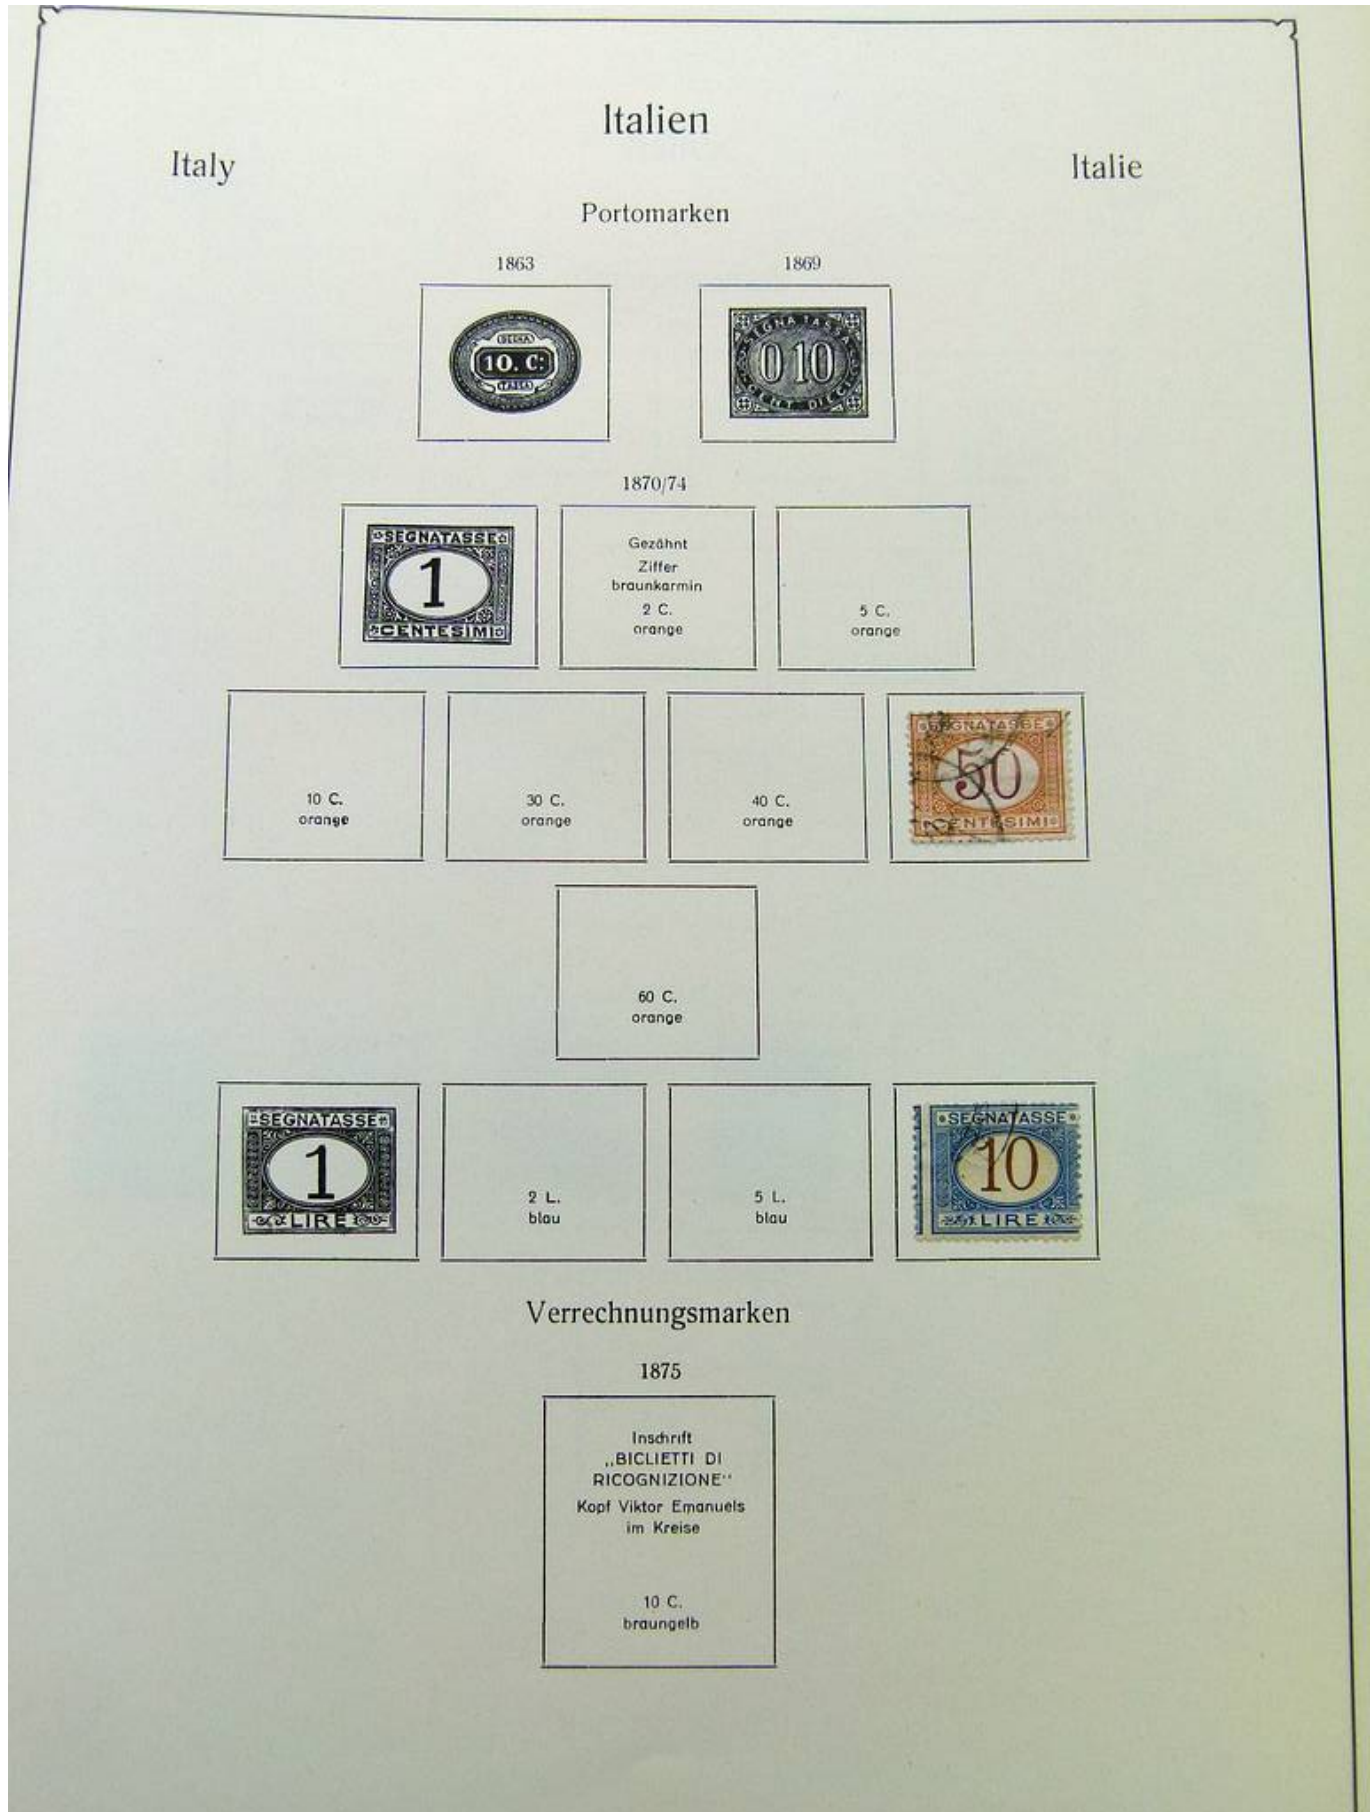 Italien
Italy
Italie
Portomarken
1863
1869
SEGNA
10. C:
TASSA
SEGNA TASSA
0 10
CENT. DIECI
1870/74
SEGNATASSE
1
CENTESIMI
Gezähnt
Ziffer
braunkarmin
2 C.
orange
5 C.
orange
10 C.
orange
30 C.
orange
40 C.
orange
SEGNATASSE
50
CENTESIMI
60 C.
orange
SEGNATASSE
1
LIRE
2 L.
blau
5 L.
blau
SEGNATASSE
10
LIRE
Verrechnungsmarken
1875
Inschrift
„BICLIETTI DI
RICOGNIZIONE“
Kopf Viktor Emanuels
im Kreise
10 C.
braungelb